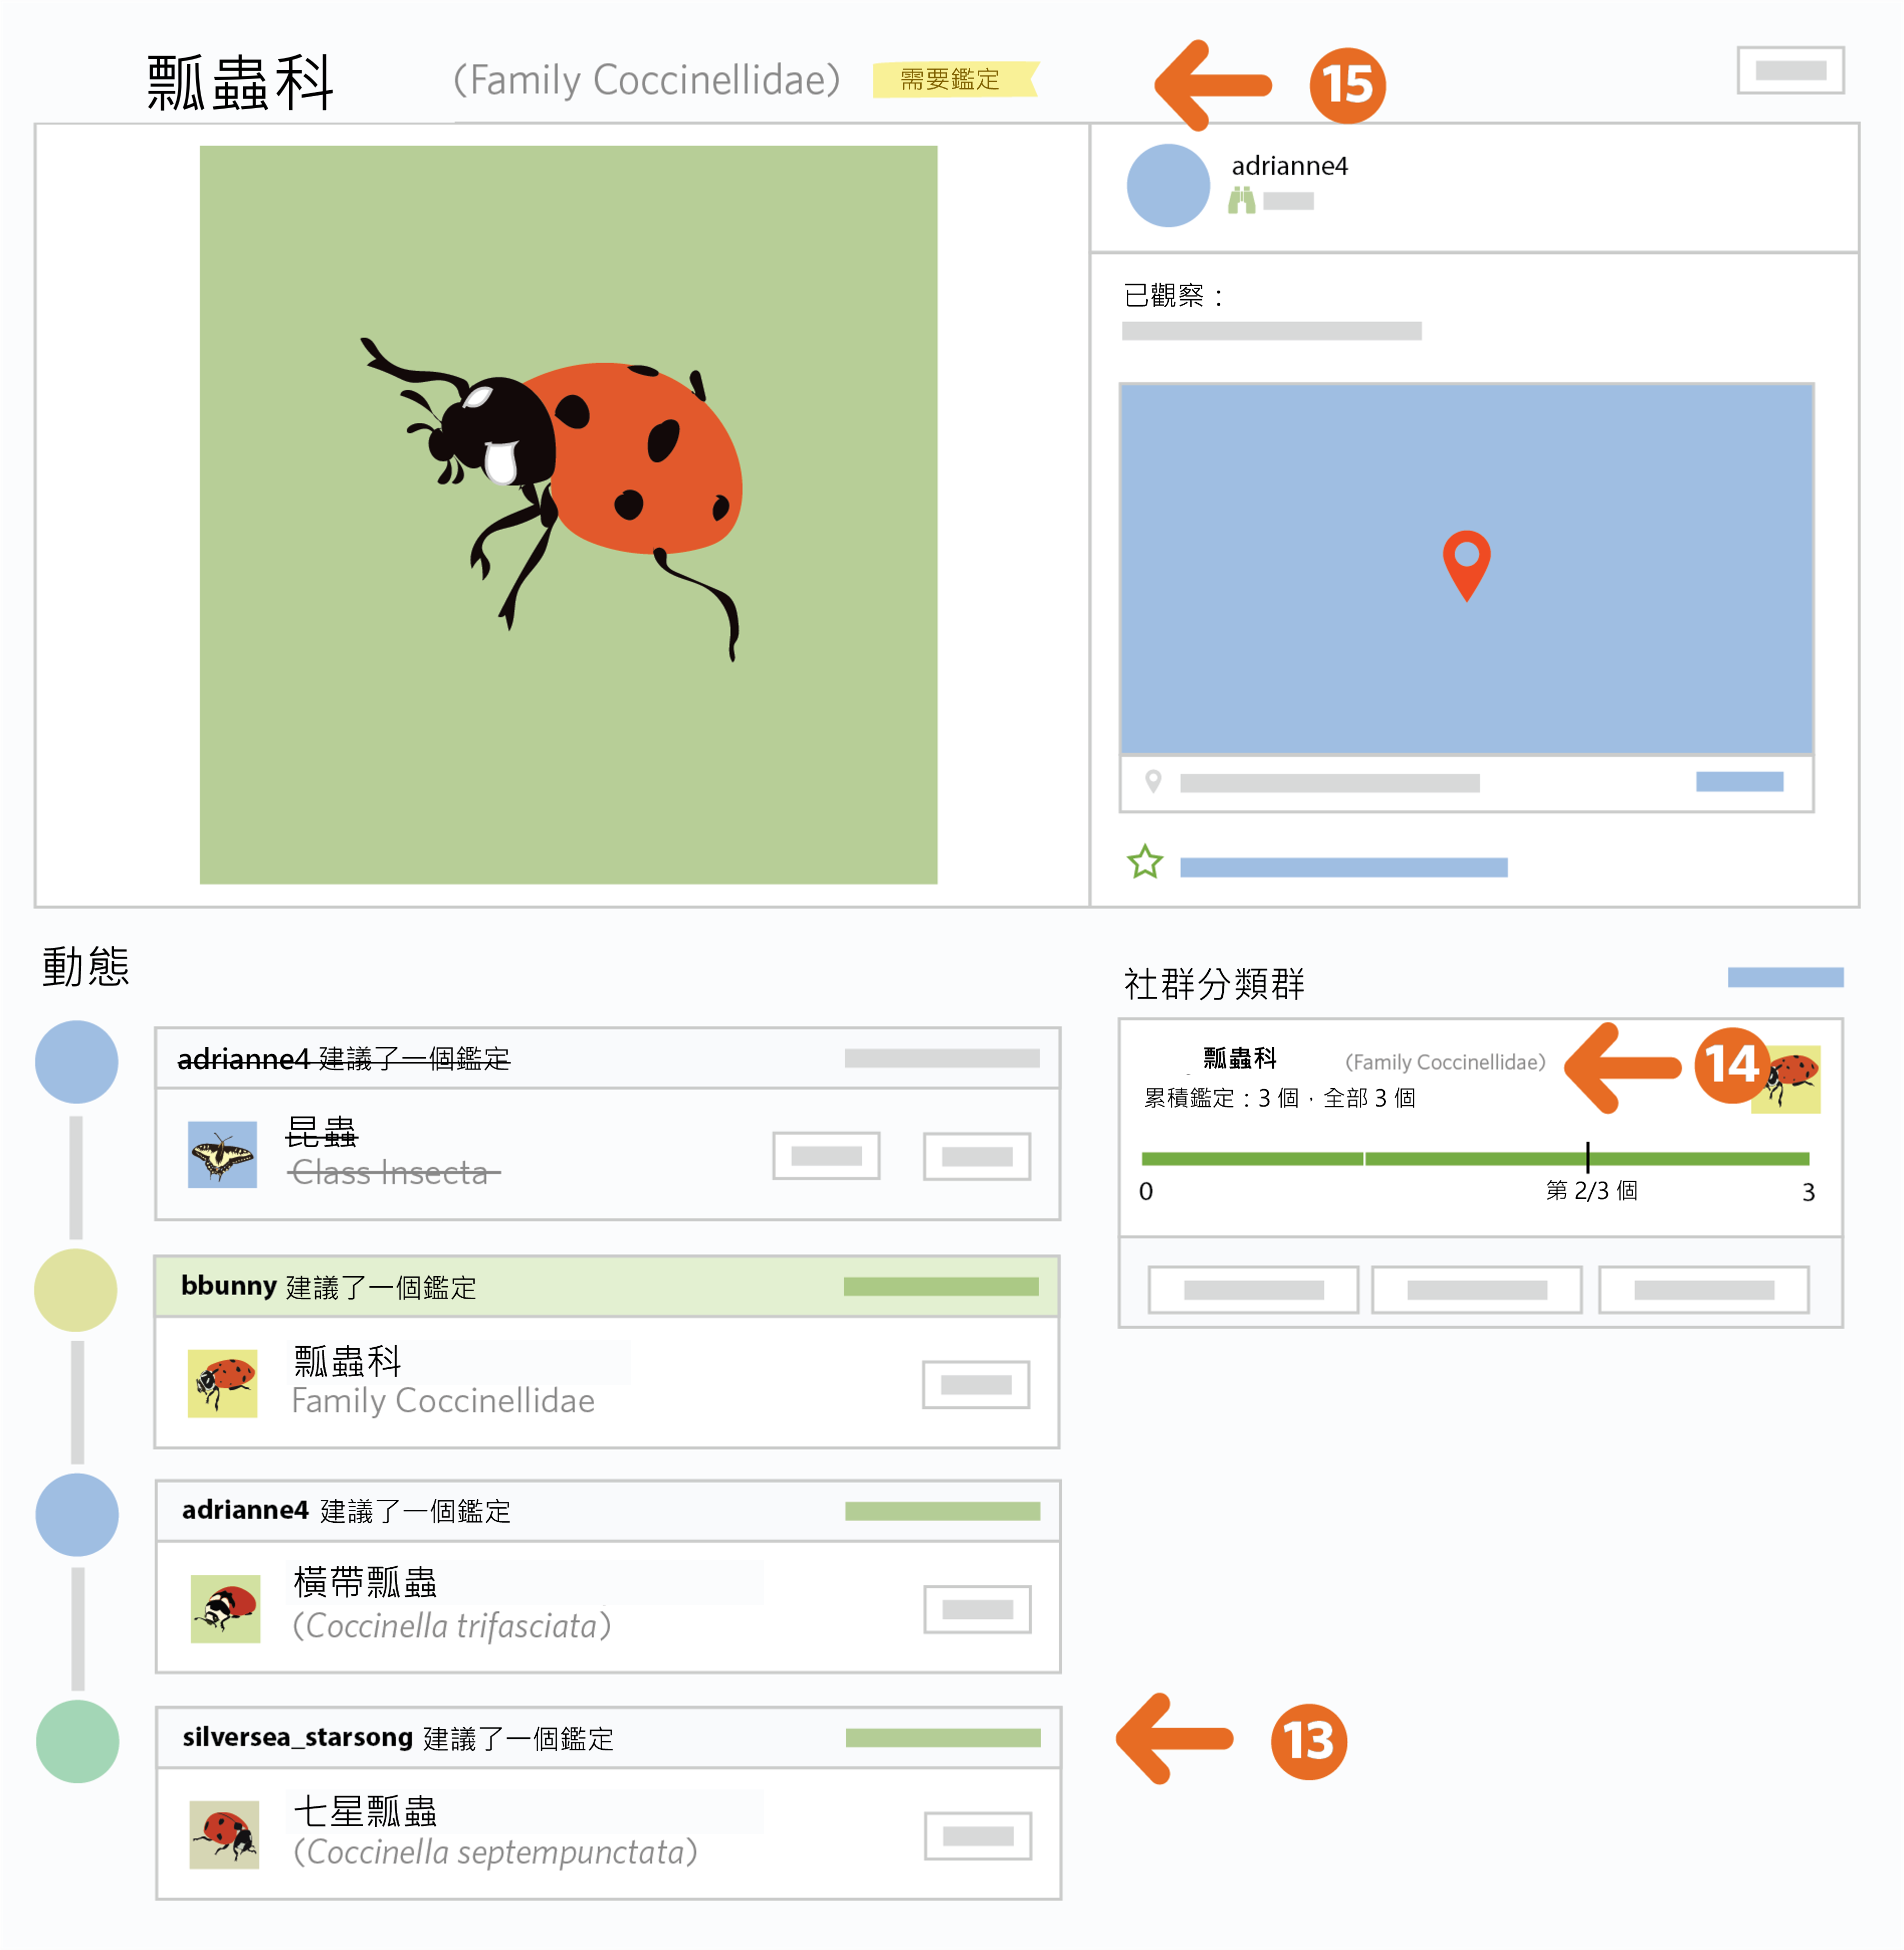 瓢蟲科 (Family Coccinellidae) 需要鑑定
15
adrianne4
已觀察：
動態
adrianne4 建議了一個鑑定
昆蟲
Class Insecta
bbunny 建議了一個鑑定
瓢蟲科
Family Coccinellidae
adrianne4 建議了一個鑑定
橫帶瓢蟲
(Coccinella trifasciata)
silversea_starsong 建議了一個鑑定
七星瓢蟲
(Coccinella septempunctata)
13
社群分類群
瓢蟲科 (Family Coccinellidae)
14
累積鑑定：3 個，全部 3 個
0 第 2/3 個 3